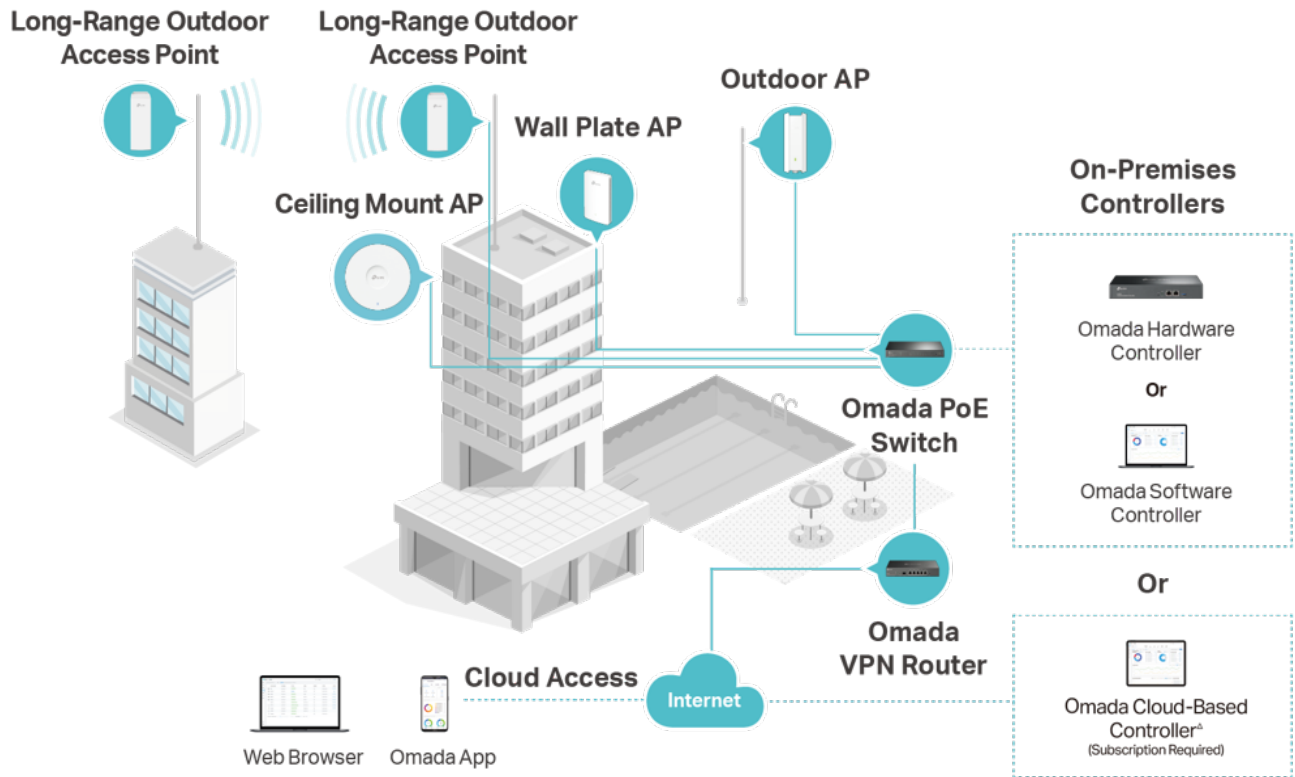 Long-Range Outdoor
Access Point
Long-Range Outdoor
Access Point
Outdoor AP
Wall Plate AP
Ceiling Mount AP
On-Premises
Controllers
Omada Hardware
Controller
Or
Omada Software
Controller
Omada PoE
Switch
Or
Omada
VPN Router
Cloud Access
Internet
Omada Cloud-Based
Controller△
(Subscription Required)
Web Browser
Omada App